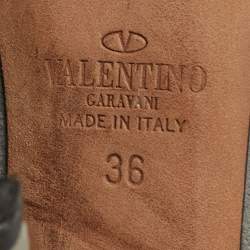 VALENTINO
GARAVANI
MADE IN ITALY
36